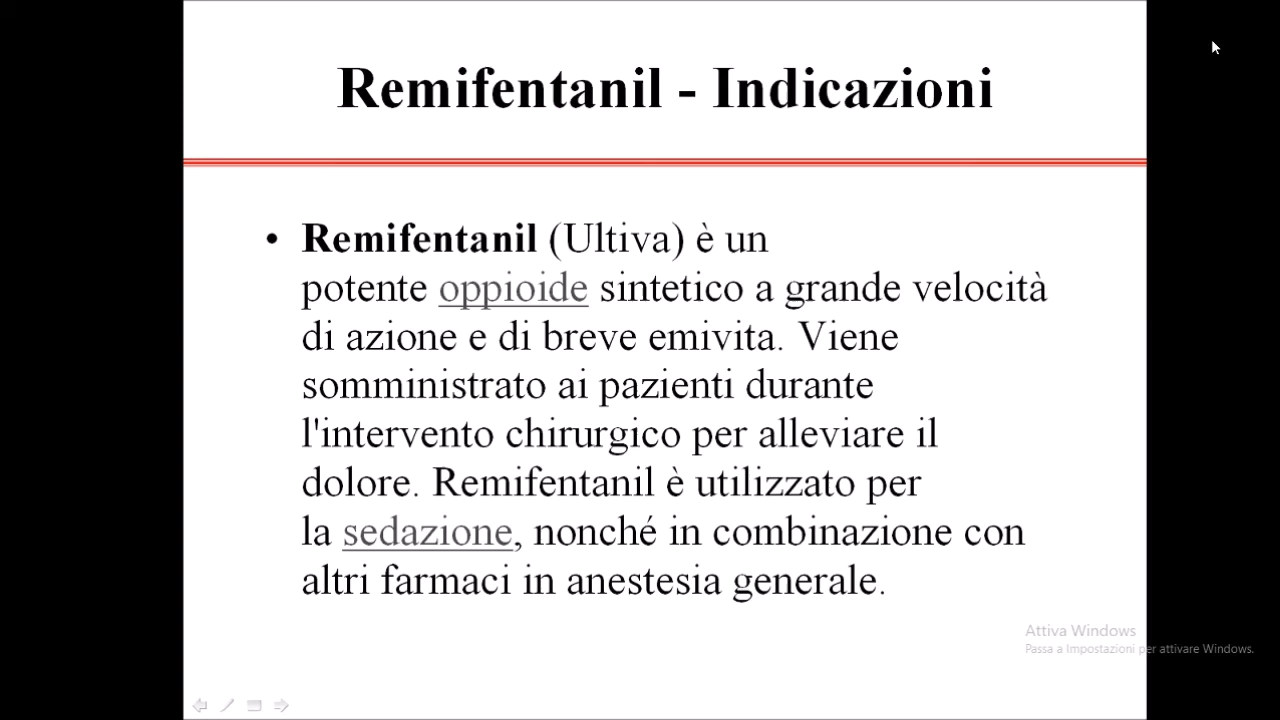 Remifentanil - Indicazioni
• Remifentanil (Ultiva) è un
potente oppioide sintetico a grande velocità
di azione e di breve emivita. Viene
somministrato ai pazienti durante
l'intervento chirurgico per alleviare il
dolore. Remifentanil è utilizzato per
la sedazione, nonché in combinazione con
altri farmaci in anestesia generale.
Attiva Windows
Passa a Impostazioni per attivare Windows.